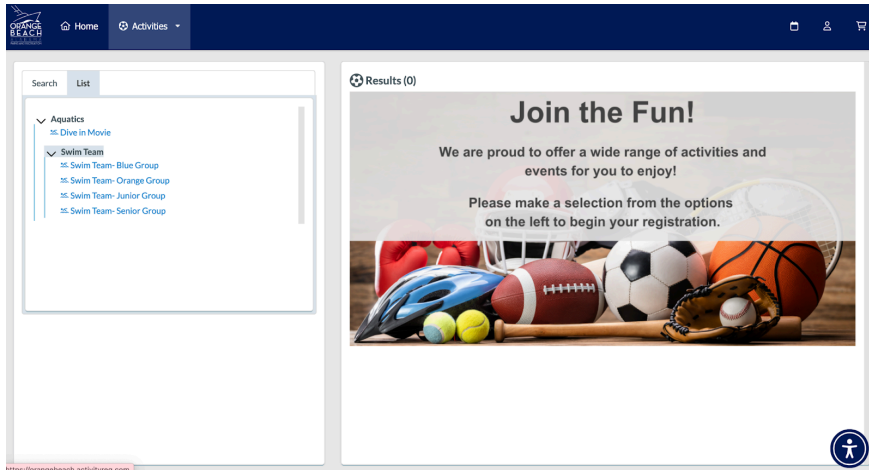 ORANGE
BEACH
Home
Activities
Search
List
Aquatics
Dive in Movie
Swim Team
Swim Team- Blue Group
Swim Team- Orange Group
Swim Team- Junior Group
Swim Team- Senior Group
Results (0)
Join the Fun!
We are proud to offer a wide range of activities and
events for you to enjoy!
Please make a selection from the options
on the left to begin your registration.
https://orangebeach.activityreg.com